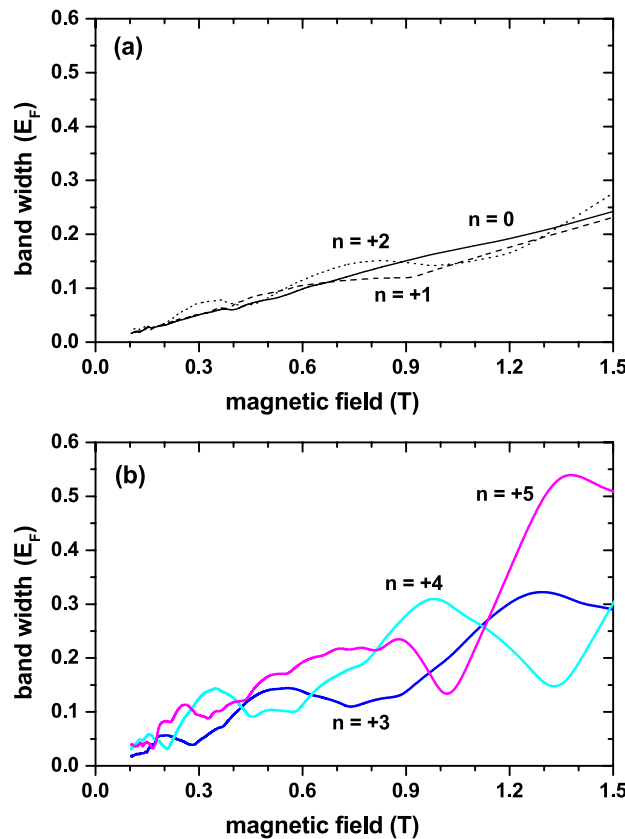 (a)
0.6
0.5
0.4
0.3
0.2
0.1
0.0
band width (E_F)
n = +2
n = 0
n = +1
0.0 0.3 0.6 0.9 1.2 1.5
magnetic field (T)
(b)
0.6
0.5
0.4
0.3
0.2
0.1
0.0
band width (E_F)
n = +5
n = +4
n = +3
0.0 0.3 0.6 0.9 1.2 1.5
magnetic field (T)